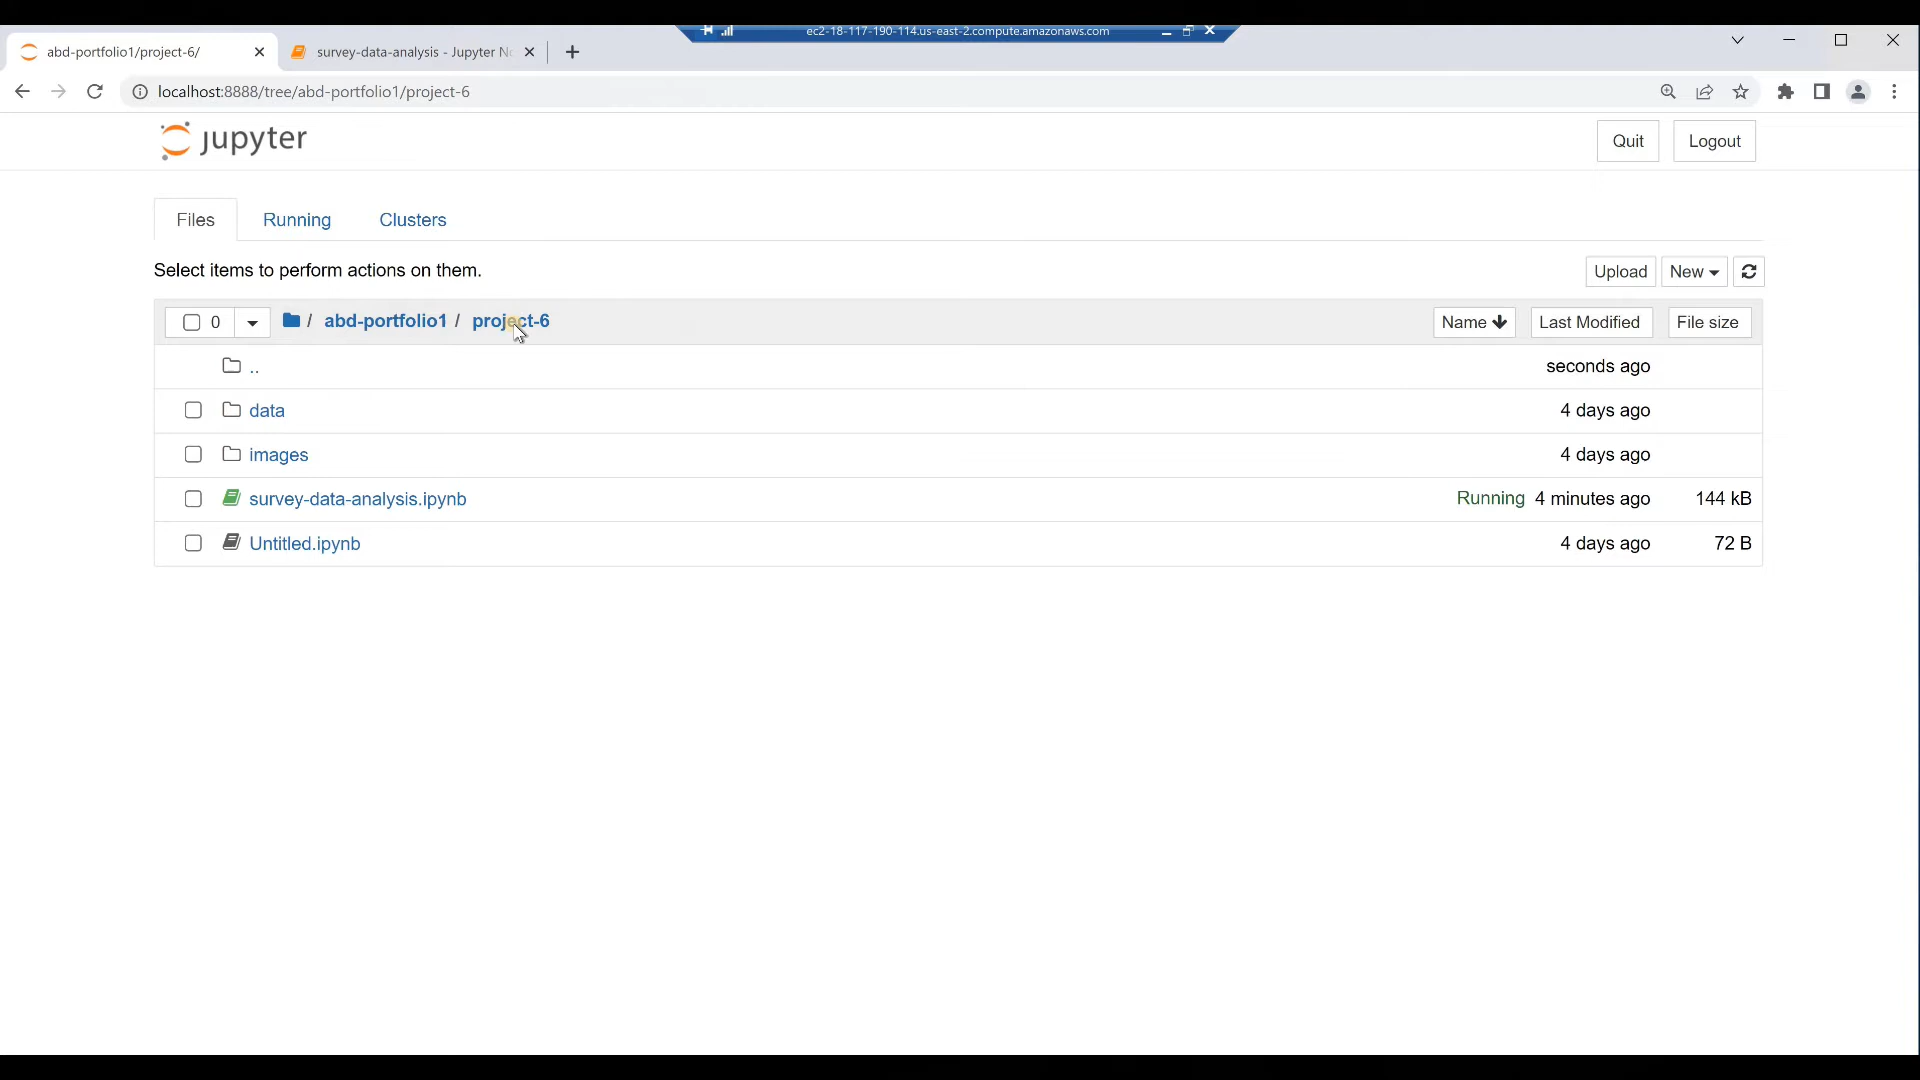 ec2-18-117-190-114.us-east-2.compute.amazonaws.com
abd-portfolio1/project-6/
survey-data-analysis - Jupyter No
localhost:8888/tree/abd-portfolio1/project-6
jupyter
Quit Logout
Files Running Clusters
Select items to perform actions on them.
Upload New
0 / abd-portfolio1 / project-6 Name Last Modified File size
.. seconds ago
data 4 days ago
images 4 days ago
survey-data-analysis.ipynb Running 4 minutes ago 144 kB
Untitled.ipynb 4 days ago 72 B